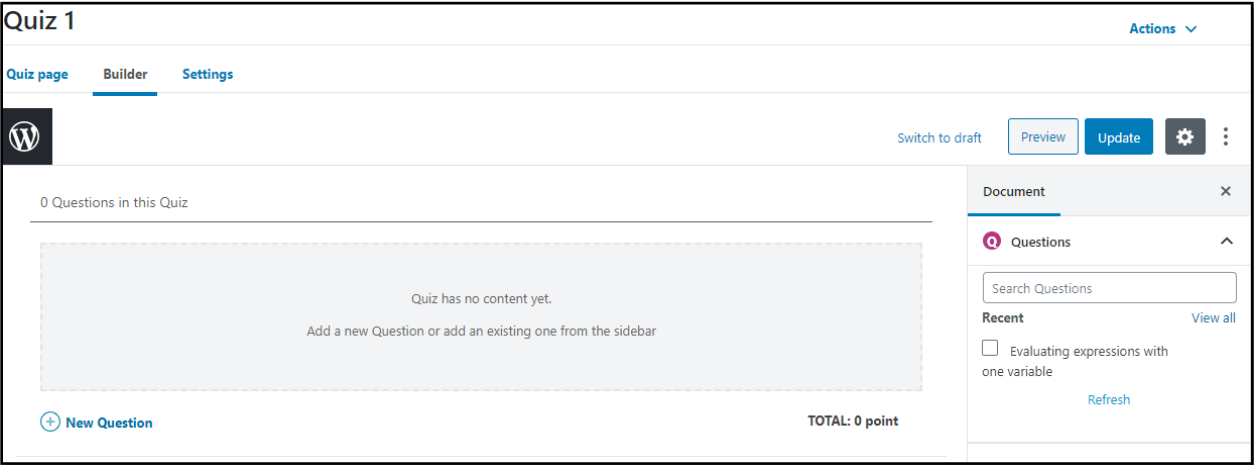 Quiz 1
Actions
Quiz page Builder Settings
Switch to draft Preview Update
0 Questions in this Quiz
Quiz has no content yet.
Add a new Question or add an existing one from the sidebar
New Question
TOTAL: 0 point
Document
Questions
Search Questions
Recent View all
Evaluating expressions with
one variable
Refresh